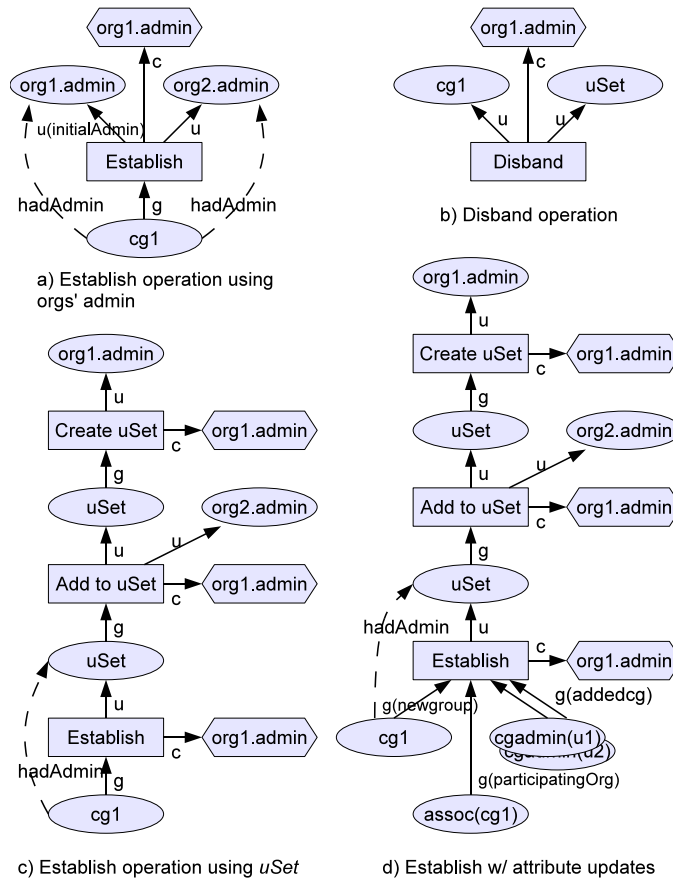 org1.admin
c
org1.admin
org2.admin
u(initialAdmin)
u
Establish
hadAdmin
g
hadAdmin
cg1
a) Establish operation using
orgs' admin
org1.admin
c
cg1
uSet
u
u
Disband
b) Disband operation
org1.admin
u
Create uSet
c
org1.admin
g
uSet
org2.admin
u
u
Add to uSet
c
org1.admin
g
uSet
u
Establish
c
org1.admin
hadAdmin
g
cg1
c) Establish operation using uSet
org1.admin
u
Create uSet
c
org1.admin
g
uSet
org2.admin
u
u
Add to uSet
c
org1.admin
g
uSet
hadAdmin
u
Establish
c
org1.admin
g(newgroup)
g(addedcg)
cg1
cgadmin(u1)
cgadmin(u2)
g(participatingOrg)
assoc(cg1)
d) Establish w/ attribute updates